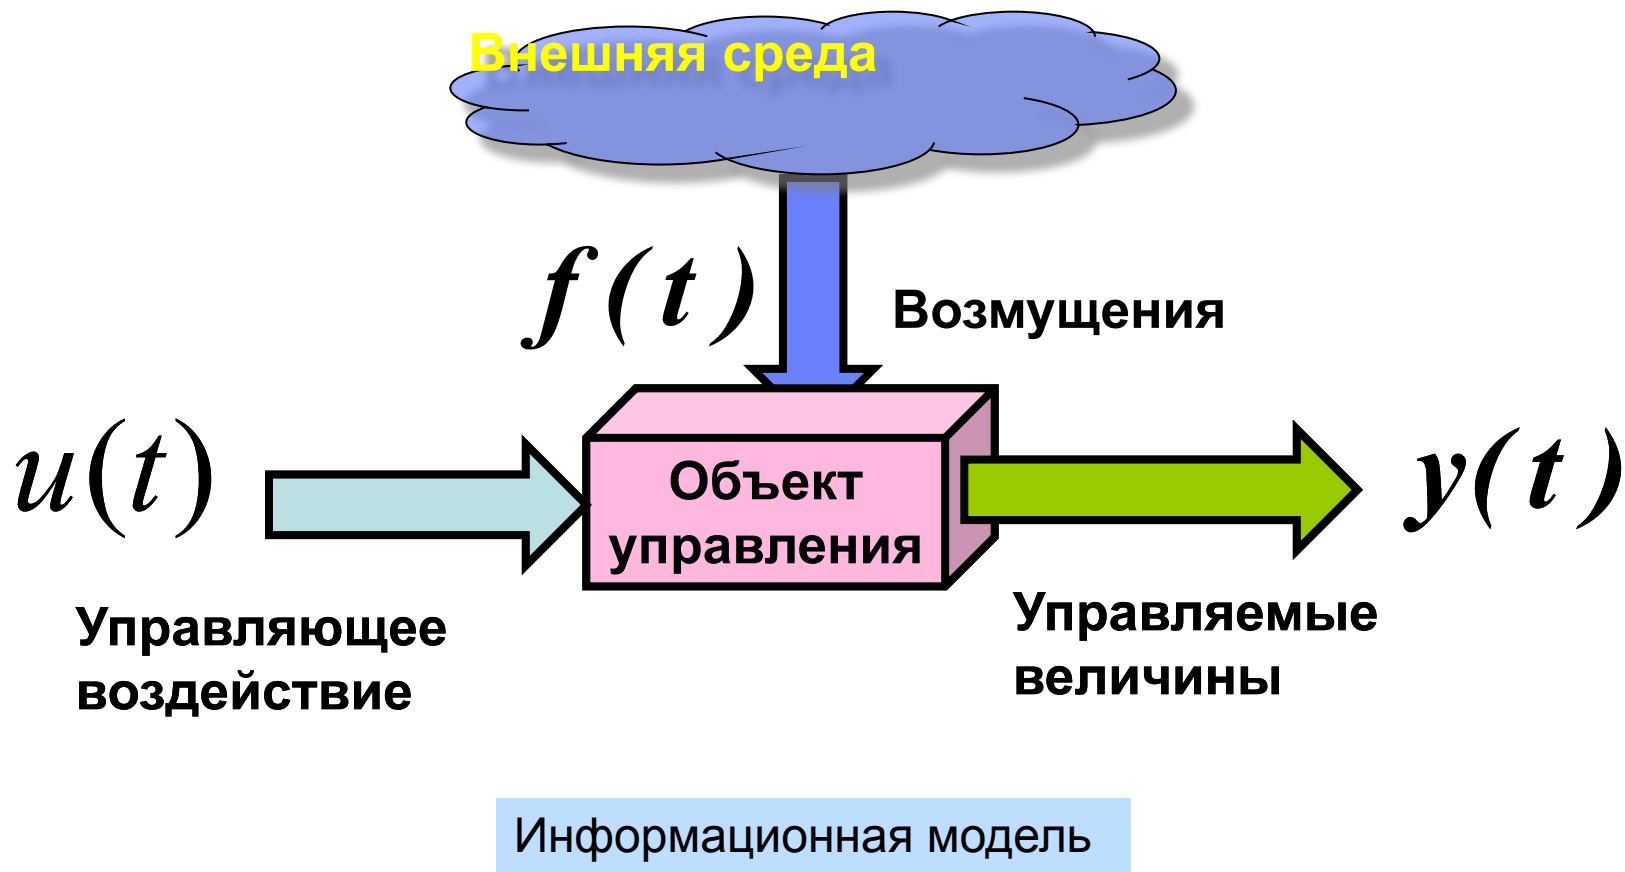 Внешняя среда
f(t)
Возмущения
u(t)
Объект
управления
y(t)
Управляющее
воздействие
Управляемые
величины
Информационная модель